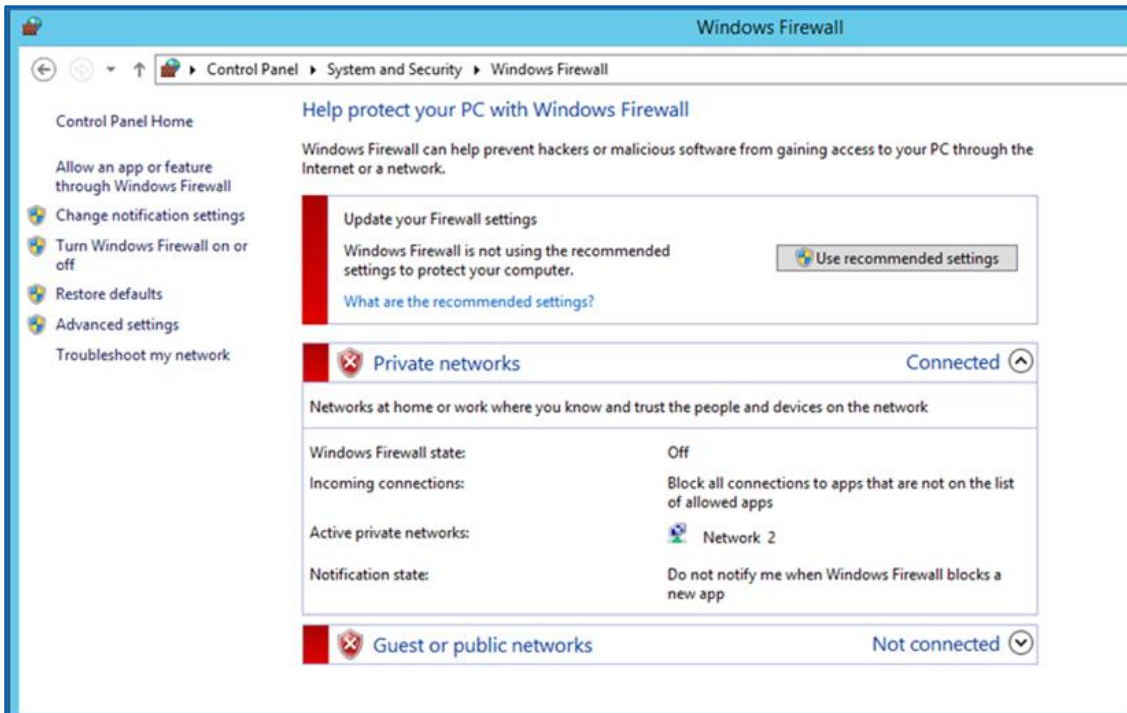 Windows Firewall
Control Panel ▸ System and Security ▸ Windows Firewall
Control Panel Home
Allow an app or feature
through Windows Firewall
Change notification settings
Turn Windows Firewall on or
off
Restore defaults
Advanced settings
Troubleshoot my network
Help protect your PC with Windows Firewall
Windows Firewall can help prevent hackers or malicious software from gaining access to your PC through the
Internet or a network.
Update your Firewall settings
Windows Firewall is not using the recommended
settings to protect your computer.
Use recommended settings
What are the recommended settings?
Private networks Connected
Networks at home or work where you know and trust the people and devices on the network
Windows Firewall state: Off
Incoming connections: Block all connections to apps that are not on the list
of allowed apps
Active private networks: Network 2
Notification state: Do not notify me when Windows Firewall blocks a
new app
Guest or public networks Not connected